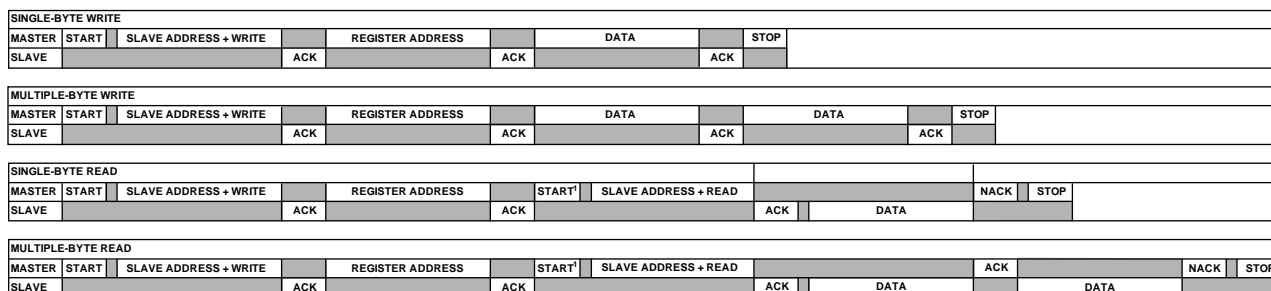 SINGLE-BYTE WRITE
MASTER START SLAVE ADDRESS + WRITE REGISTER ADDRESS DATA STOP
SLAVE ACK ACK ACK
MULTIPLE-BYTE WRITE
MASTER START SLAVE ADDRESS + WRITE REGISTER ADDRESS DATA DATA STOP
SLAVE ACK ACK ACK ACK
SINGLE-BYTE READ
MASTER START SLAVE ADDRESS + WRITE REGISTER ADDRESS START¹ SLAVE ADDRESS + READ NACK STOP
SLAVE ACK ACK ACK DATA
MULTIPLE-BYTE READ
MASTER START SLAVE ADDRESS + WRITE REGISTER ADDRESS START¹ SLAVE ADDRESS + READ ACK NACK STOP
SLAVE ACK ACK ACK DATA DATA